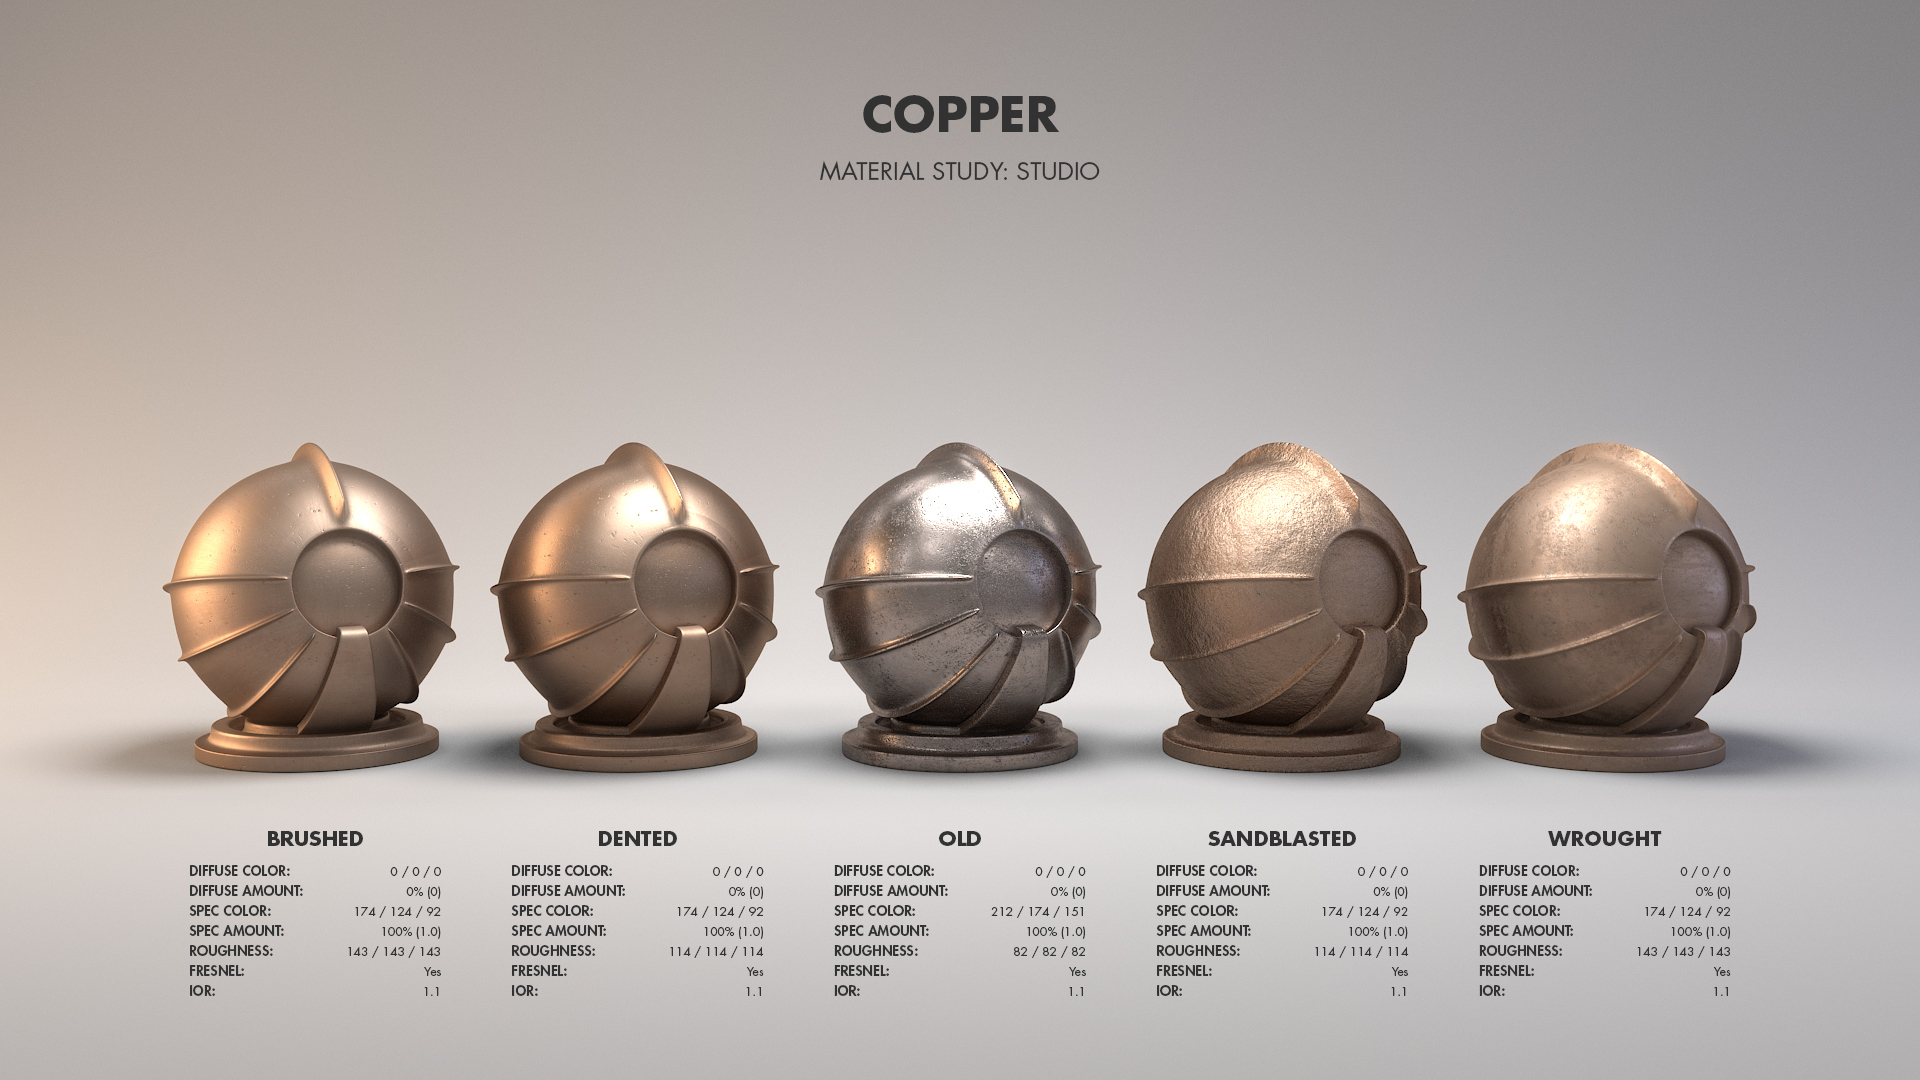 COPPER
MATERIAL STUDY: STUDIO
BRUSHED
DIFFUSE COLOR: 0 / 0 / 0
DIFFUSE AMOUNT: 0% (0)
SPEC COLOR: 174 / 124 / 92
SPEC AMOUNT: 100% (1.0)
ROUGHNESS: 143 / 143 / 143
FRESNEL: Yes
IOR: 1.1
DENTED
DIFFUSE COLOR: 0 / 0 / 0
DIFFUSE AMOUNT: 0% (0)
SPEC COLOR: 174 / 124 / 92
SPEC AMOUNT: 100% (1.0)
ROUGHNESS: 114 / 114 / 114
FRESNEL: Yes
IOR: 1.1
OLD
DIFFUSE COLOR: 0 / 0 / 0
DIFFUSE AMOUNT: 0% (0)
SPEC COLOR: 212 / 174 / 151
SPEC AMOUNT: 100% (1.0)
ROUGHNESS: 82 / 82 / 82
FRESNEL: Yes
IOR: 1.1
SANDBLASTED
DIFFUSE COLOR: 0 / 0 / 0
DIFFUSE AMOUNT: 0% (0)
SPEC COLOR: 174 / 124 / 92
SPEC AMOUNT: 100% (1.0)
ROUGHNESS: 114 / 114 / 114
FRESNEL: Yes
IOR: 1.1
WROUGHT
DIFFUSE COLOR: 0 / 0 / 0
DIFFUSE AMOUNT: 0% (0)
SPEC COLOR: 174 / 124 / 92
SPEC AMOUNT: 100% (1.0)
ROUGHNESS: 143 / 143 / 143
FRESNEL: Yes
IOR: 1.1